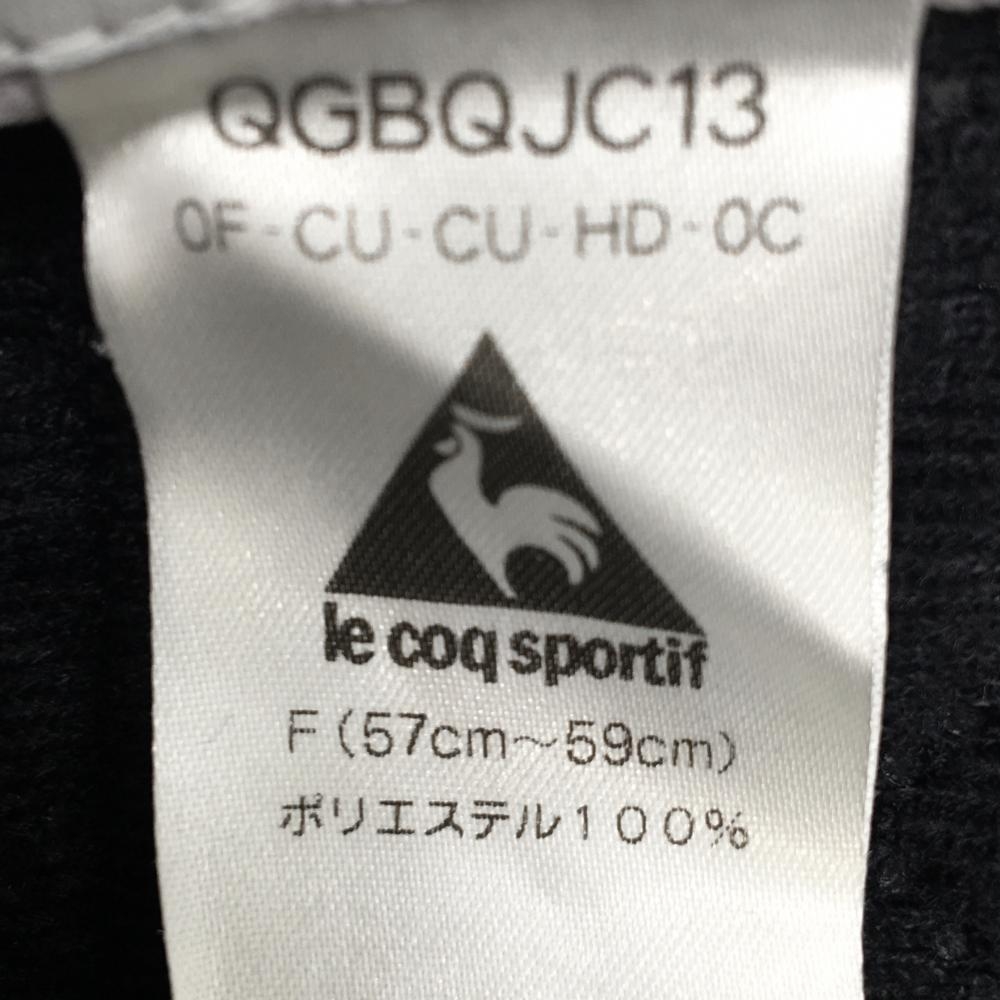 QGBQJC13
0F-CU-CU-HD-0C
le coq sportif
F(57cm～59cm)
ポリエステル１００％